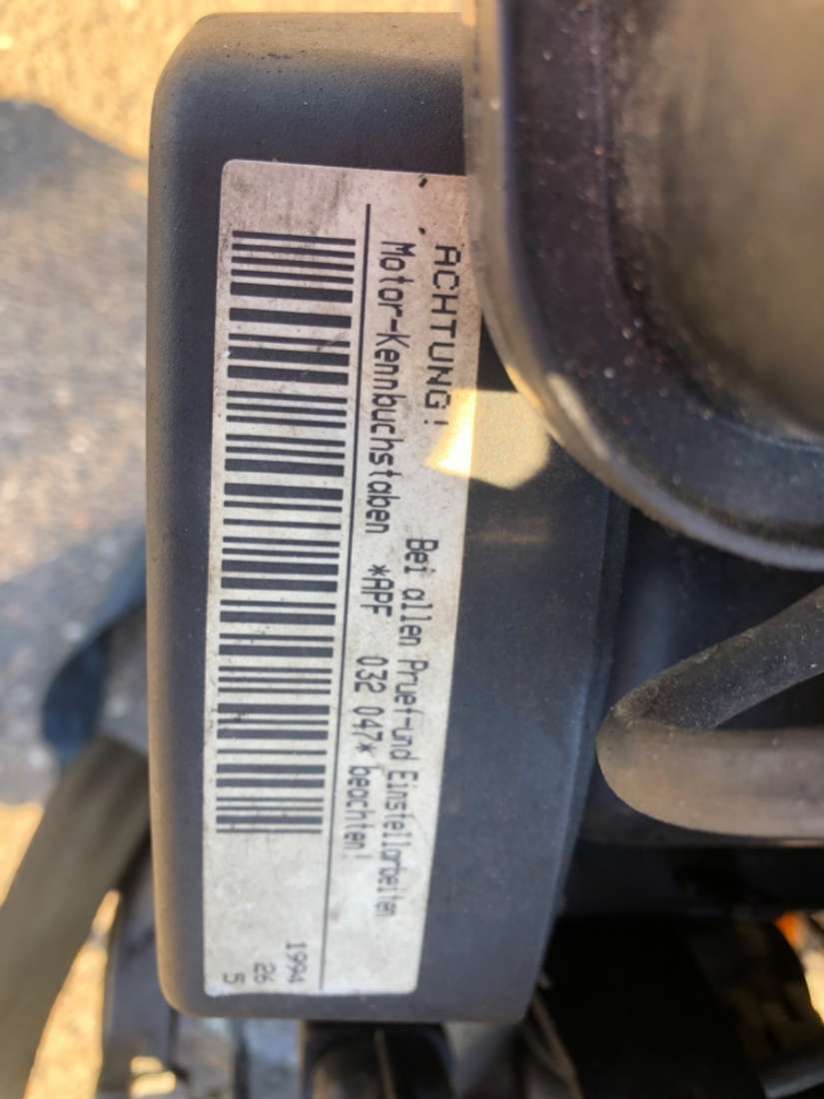 ACHTUNG! Bei allen Pruef-und Einstellarbeiten
Motor-Kennbuchstaben *APF 032 047* beachten!
1994
26
5